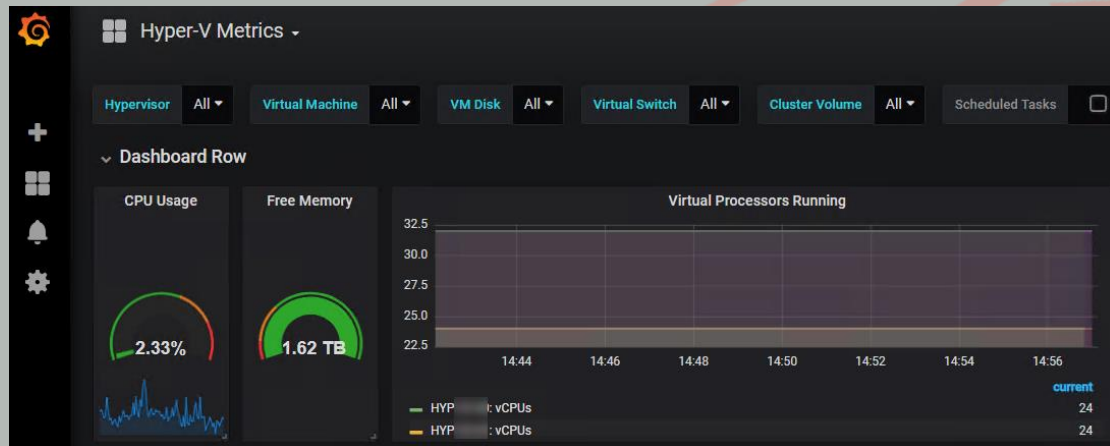 Hyper-V Metrics
Hypervisor All Virtual Machine All VM Disk All Virtual Switch All Cluster Volume All Scheduled Tasks
Dashboard Row
CPU Usage
2.33%
Free Memory
1.62 TB
Virtual Processors Running
32.5
30.0
27.5
25.0
22.5
14:44 14:46 14:48 14:50 14:52 14:54 14:56
current
HYP : vCPUs 24
HYP : vCPUs 24